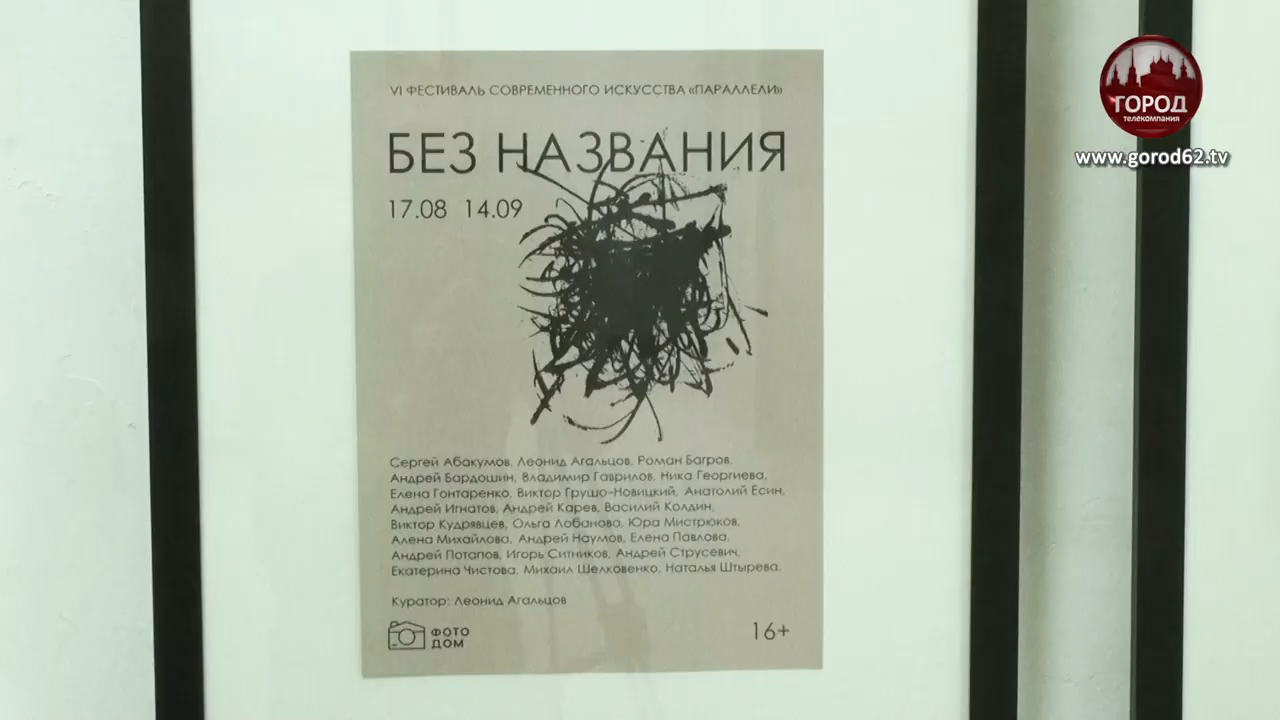 VI ФЕСТИВАЛЬ СОВРЕМЕННОГО ИСКУССТВА «ПАРАЛЛЕЛИ»
БЕЗ НАЗВАНИЯ
17.08 14.09
Сергей Абакумов, Леонид Агальцов, Роман Багров,
Андрей Бардошин, Владимир Гаврилов, Ника Георгиева,
Елена Гонтаренко, Виктор Грушо-Новицкий, Анатолий Есин,
Андрей Игнатов, Андрей Карев, Василий Колдин,
Виктор Кудрявцев, Ольга Лобанова, Юра Мистрюков,
Алена Михайлова, Андрей Наумов, Елена Павлова,
Андрей Потапов, Игорь Ситников, Андрей Струсевич,
Екатерина Чистова, Михаил Шелковенко, Наталья Штырева.
Куратор: Леонид Агальцов
ФОТО
ДОМ
16+
ГОРОД
телекомпания
www.gorod62.tv